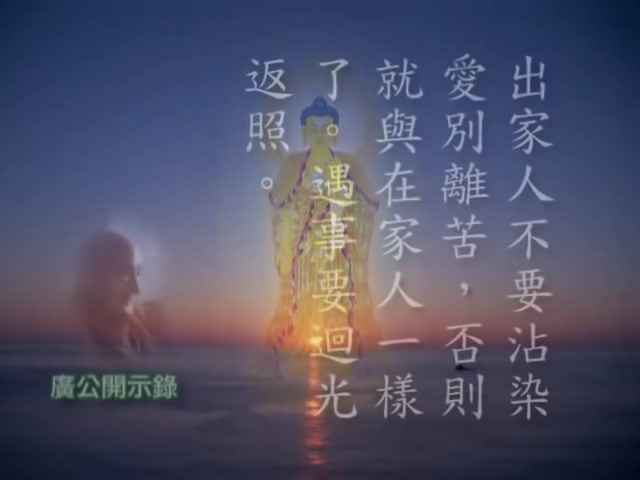 出家人不要沾染
愛別離苦，否則
就與在家人一樣
了。遇事要迴光
返照。
廣公開示錄